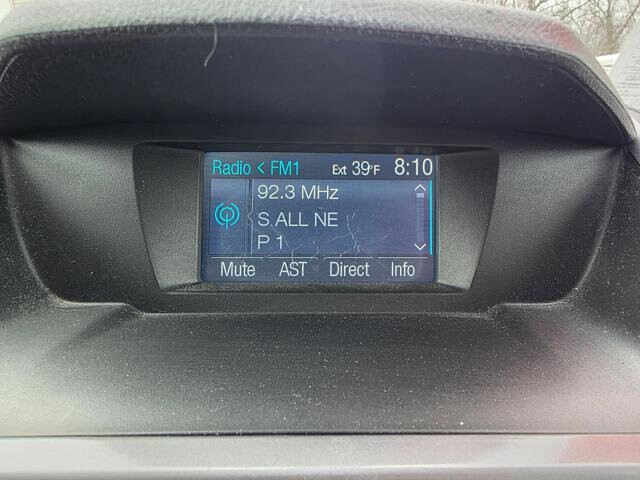 Radio < FM1 Ext 39°F 8:10
92.3 MHz
S ALL NE
P 1
Mute AST Direct Info